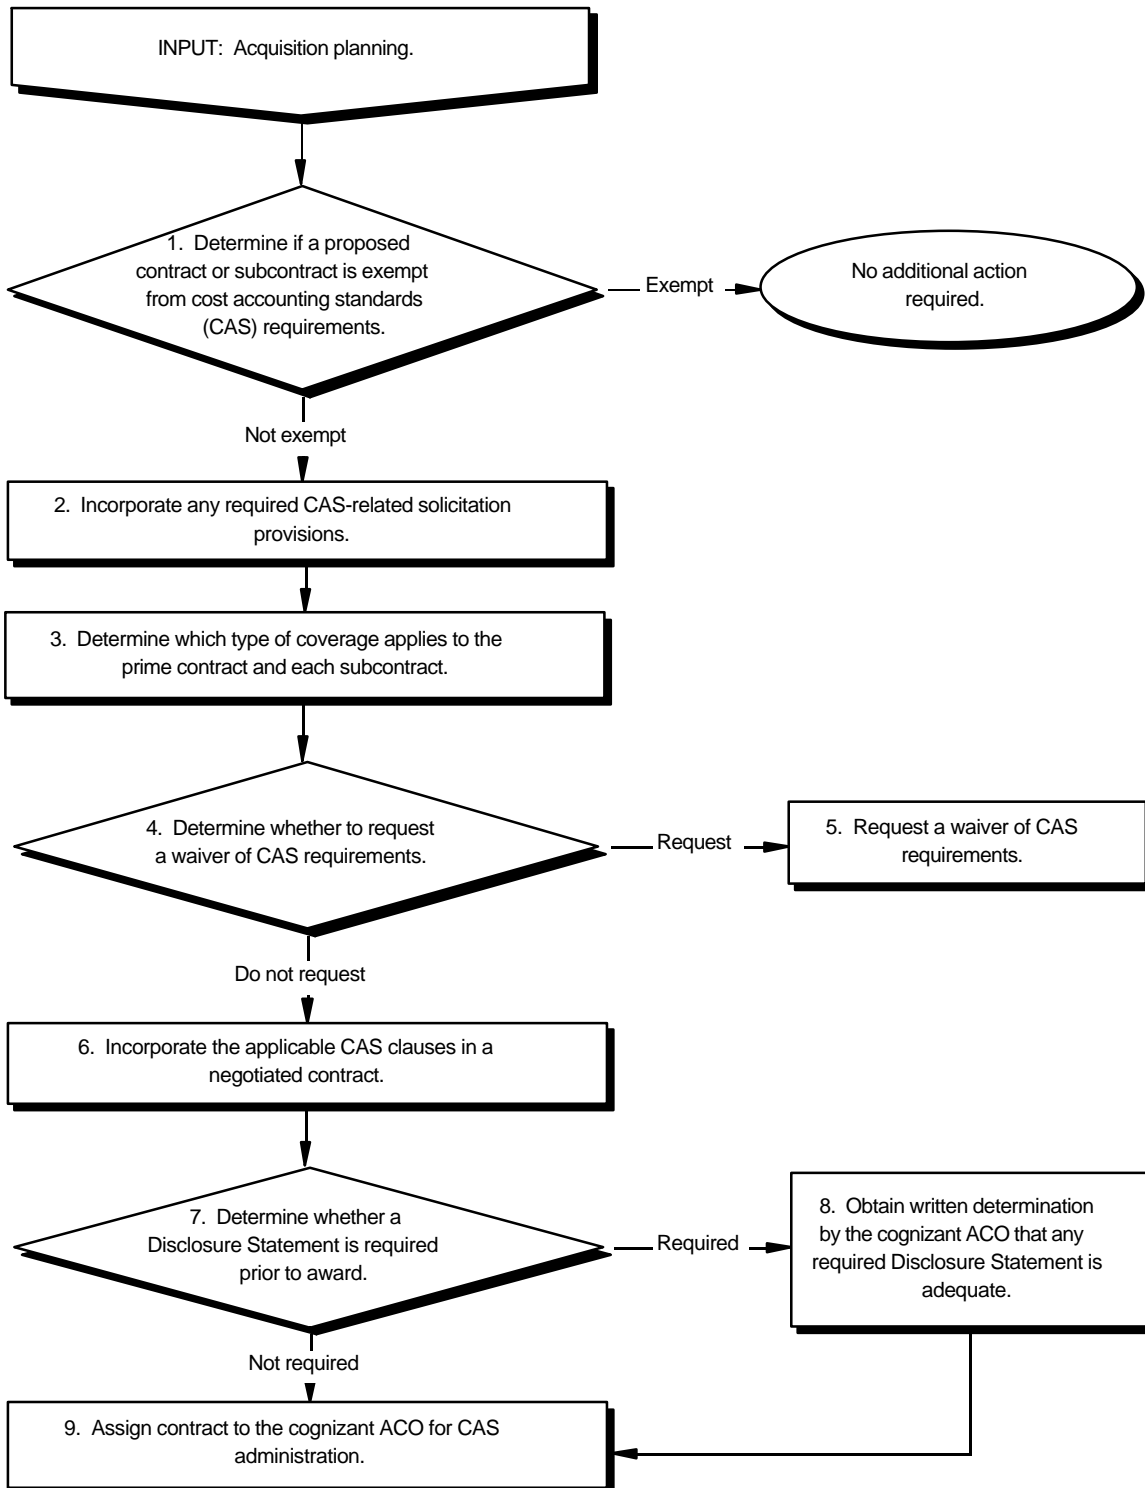 INPUT:  Acquisition planning.
1.  Determine if a proposed
contract or subcontract is exempt
from cost accounting standards
(CAS) requirements.
Exempt
No additional action
required.
Not exempt
2.  Incorporate any required CAS-related solicitation
provisions.
3.  Determine which type of coverage applies to the
prime contract and each subcontract.
4.  Determine whether to request
a waiver of CAS requirements.
Request
5.  Request a waiver of CAS
requirements.
Do not request
6.  Incorporate the applicable CAS clauses in a
negotiated contract.
7.  Determine whether a
Disclosure Statement is required
prior to award.
Required
8.  Obtain written determination
by the cognizant ACO that any
required Disclosure Statement is
adequate.
Not required
9.  Assign contract to the cognizant ACO for CAS
administration.